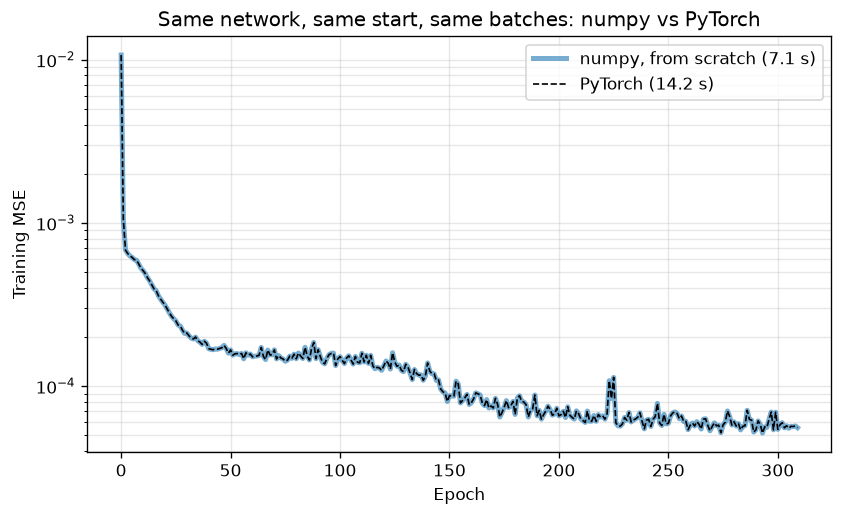 Same network, same start, same batches: numpy vs PyTorch
numpy, from scratch (7.1 s)
PyTorch (14.2 s)
Training MSE
10⁻²
10⁻³
10⁻⁴
0 50 100 150 200 250 300
Epoch